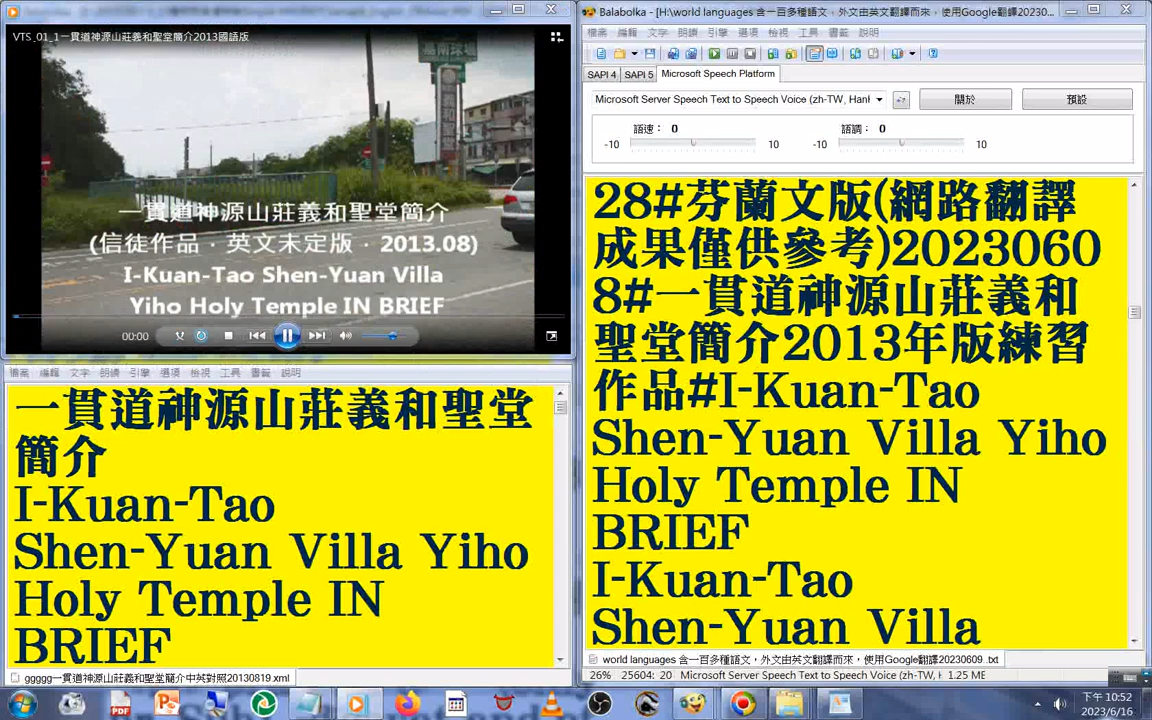 VTS_01_1一貫道神源山莊義和聖堂簡介2013國語版
一貫道神源山莊義和聖堂簡介
(信徒作品 · 英文未定版 · 2013.08)
I-Kuan-Tao Shen-Yuan Villa
Yiho Holy Temple IN BRIEF
00:00
檔案 編輯 文字 朗讀 引擎 選項 檢視 工具 書籤 說明
一貫道神源山莊義和聖堂
簡介
I-Kuan-Tao
Shen-Yuan Villa Yiho
Holy Temple IN
BRIEF
ggggg一貫道神源山莊義和聖堂簡介中英對照20130819.xml
Balabolka - [H:\world languages 含一百多種語文，外文由英文翻譯而來，使用Google翻譯20230...
檔案 編輯 文字 朗讀 引擎 選項 檢視 工具 書籤 說明
SAPI 4 SAPI 5 Microsoft Speech Platform
Microsoft Server Speech Text to Speech Voice (zh-TW, Hanl
關於 預設
語速： 0 語調： 0
-10 10 -10 10
28#芬蘭文版(網路翻譯
成果僅供參考)2023060
8#一貫道神源山莊義和
聖堂簡介2013年版練習
作品#I-Kuan-Tao
Shen-Yuan Villa Yiho
Holy Temple IN
BRIEF
I-Kuan-Tao
Shen-Yuan Villa
world languages 含一百多種語文，外文由英文翻譯而來，使用Google翻譯20230609 .txt
26% 25604: 20 Microsoft Server Speech Text to Speech Voice (zh-TW, H 1.25 ME
下午 10:52
2023/6/16